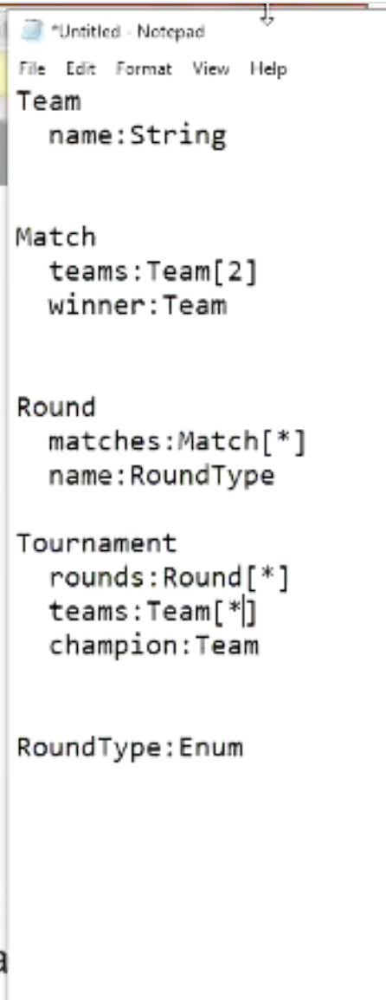 *Untitled - Notepad
File Edit Format View Help
Team
name:String
Match
teams:Team[2]
winner:Team
Round
matches:Match[*]
name:RoundType
Tournament
rounds:Round[*]
teams:Team[*]
champion:Team
RoundType:Enum
a